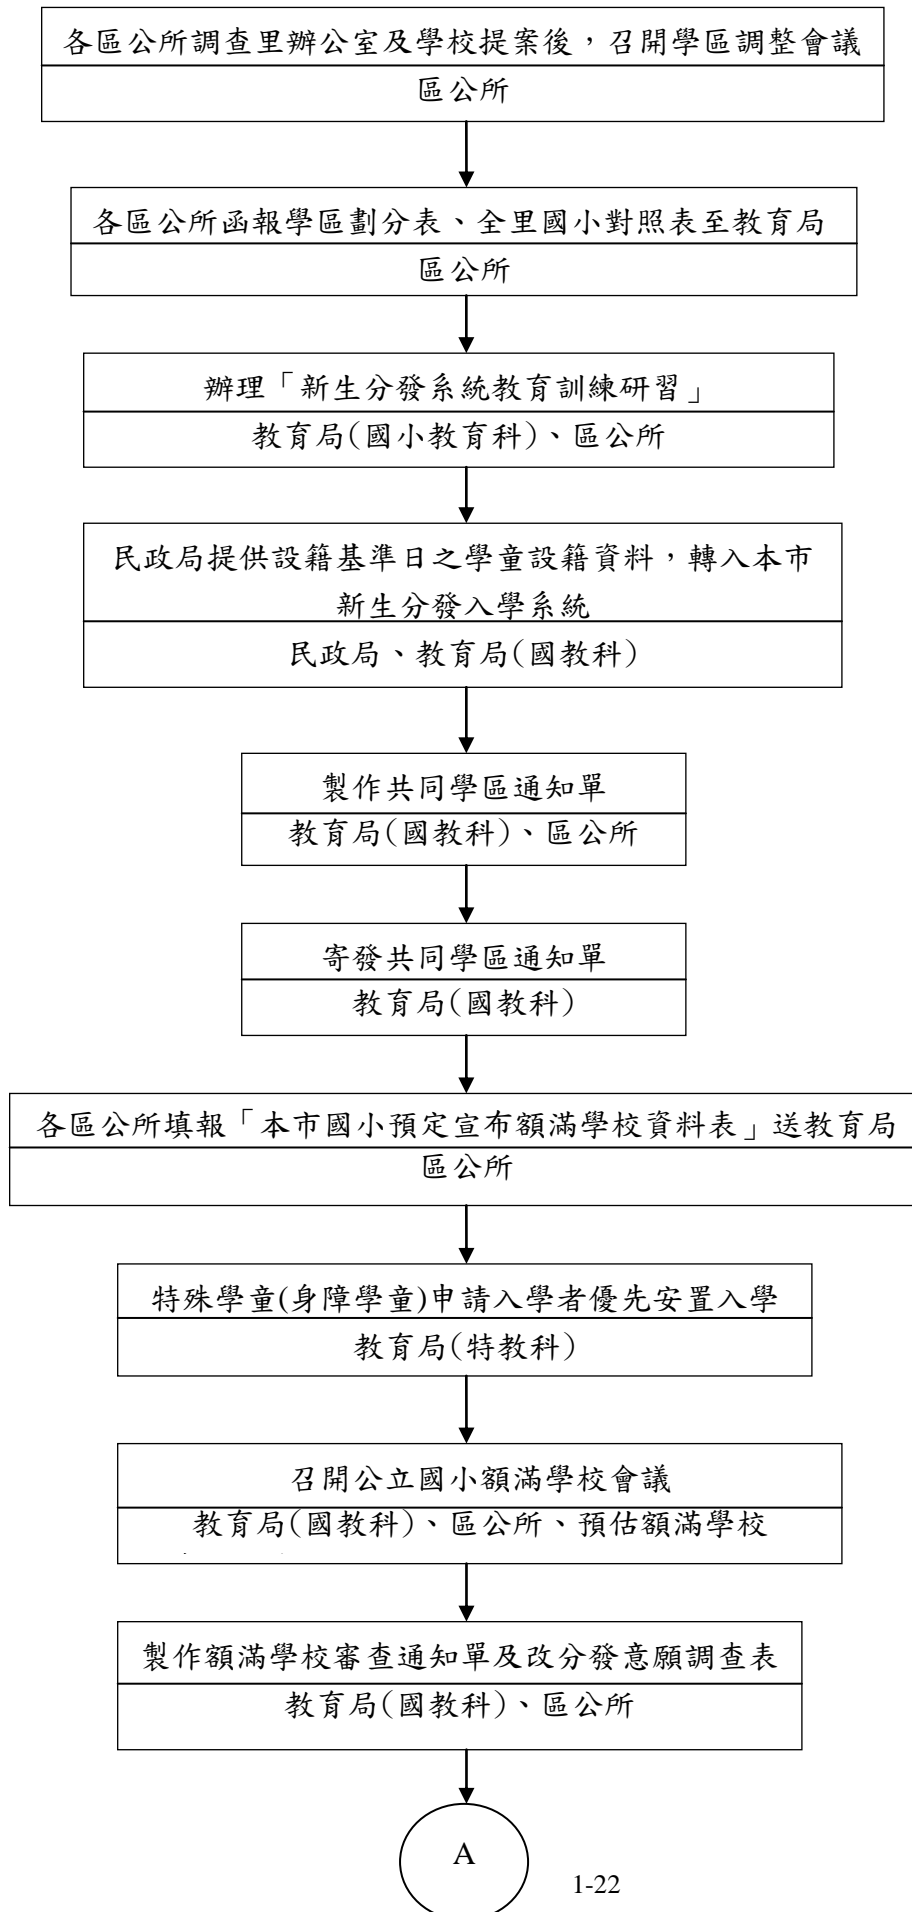 各區公所調查里辦公室及學校提案後，召開學區調整會議
區公所
各區公所函報學區劃分表、全里國小對照表至教育局
區公所
辦理「新生分發系統教育訓練研習」
教育局(國小教育科)、區公所
民政局提供設籍基準日之學童設籍資料，轉入本市
新生分發入學系統
民政局、教育局(國教科)
製作共同學區通知單
教育局(國教科)、區公所
寄發共同學區通知單
教育局(國教科)
各區公所填報「本市國小預定宣布額滿學校資料表」送教育局
區公所
特殊學童(身障學童)申請入學者優先安置入學
教育局(特教科)
召開公立國小額滿學校會議
教育局(國教科)、區公所、預估額滿學校
製作額滿學校審查通知單及改分發意願調查表
教育局(國教科)、區公所
A
1-22